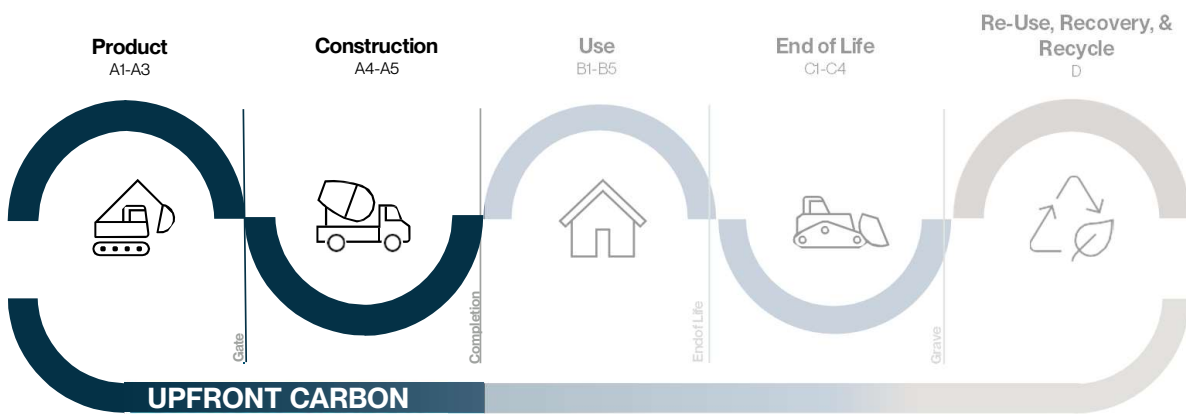 Product
A1-A3
Construction
A4-A5
Use
B1-B5
End of Life
C1-C4
Re-Use, Recovery, &
Recycle
D
Gate
Completion
End of Life
Grave
UPFRONT CARBON